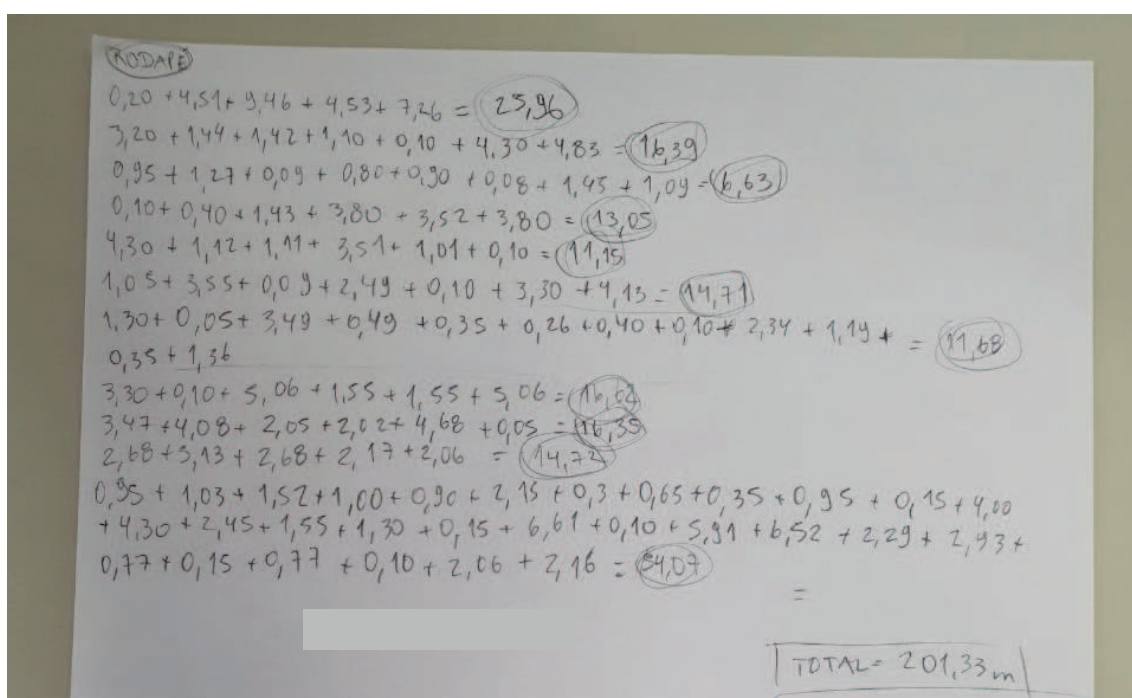 RODAPÉ
0,20 + 4,51 + 9,46 + 4,53 + 7,26 = 25,96
3,20 + 1,44 + 1,42 + 1,10 + 0,10 + 4,30 + 4,83 = 16,39
0,95 + 1,27 + 0,09 + 0,80 + 0,90 + 0,08 + 1,45 + 1,09 = 6,63
0,10 + 0,40 + 1,43 + 3,80 + 3,52 + 3,80 = 13,05
4,30 + 1,12 + 1,11 + 3,51 + 1,01 + 0,10 = 11,15
1,05 + 3,55 + 0,09 + 2,49 + 0,10 + 3,30 + 4,13 = 14,71
1,30 + 0,05 + 3,49 + 0,49 + 0,35 + 0,26 + 0,40 + 0,10 + 2,34 + 1,19 + = 11,68
0,35 + 1,36
3,30 + 0,10 + 5,06 + 1,55 + 1,55 + 5,06 = 16,62
3,47 + 4,08 + 2,05 + 2,02 + 4,68 + 0,05 = 16,35
2,68 + 5,13 + 2,68 + 2,17 + 2,06 = 14,72
0,95 + 1,03 + 1,52 + 1,00 + 0,90 + 2,15 + 0,3 + 0,65 + 0,35 + 0,95 + 0,15 + 4,00
+ 4,30 + 2,45 + 1,55 + 1,30 + 0,15 + 6,61 + 0,10 + 5,91 + 6,52 + 2,29 + 2,93 +
0,77 + 0,15 + 0,77 + 0,10 + 2,06 + 2,16 = 54,07
=
TOTAL = 201,33 m